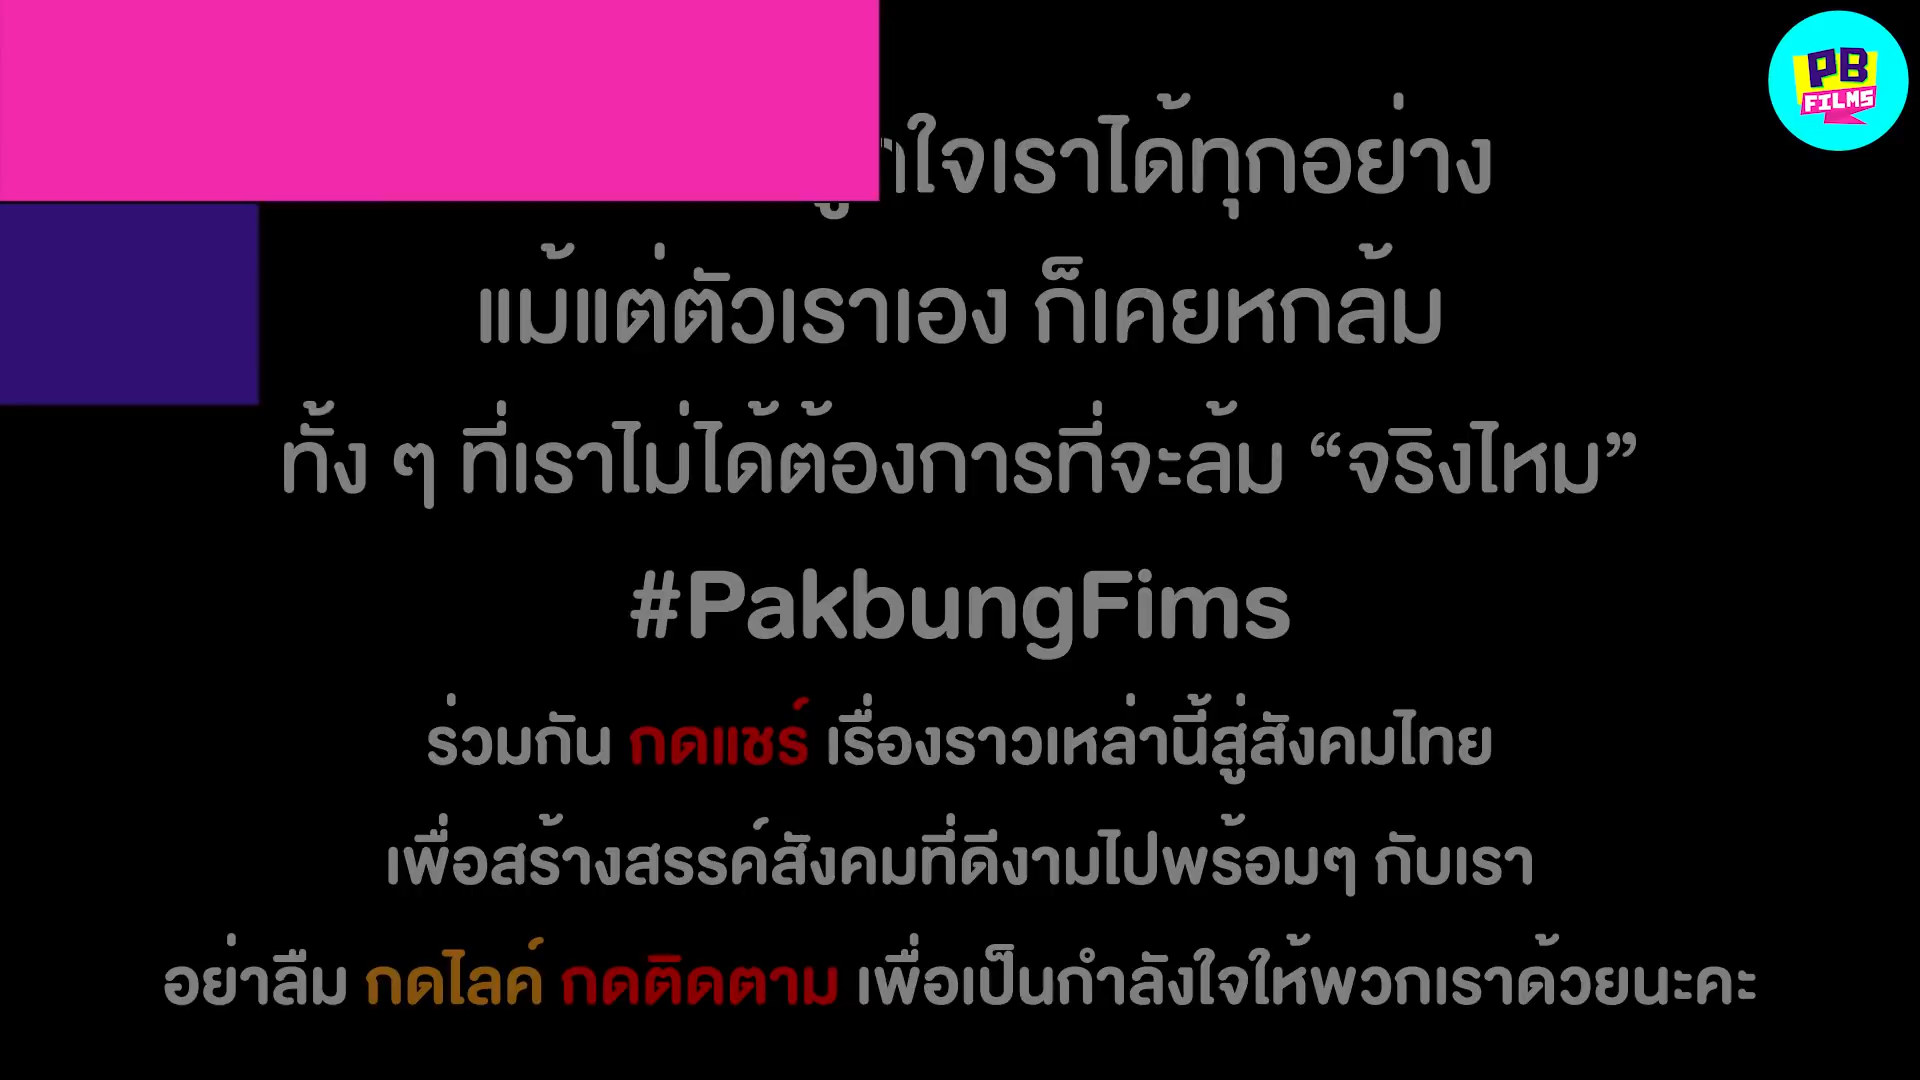 PB
FILMS
ใจเราได้ทุกอย่าง
แม้แต่ตัวเราเอง ก็เคยหกล้ม
ทั้ง ๆ ที่เราไม่ได้ต้องการที่จะล้ม “จริงไหม”
#PakbungFims
ร่วมกัน กดแชร์ เรื่องราวเหล่านี้สู่สังคมไทย
เพื่อสร้างสรรค์สังคมที่ดีงามไปพร้อมๆ กับเรา
อย่าลืม กดไลค์ กดติดตาม เพื่อเป็นกำลังใจให้พวกเราด้วยนะคะ